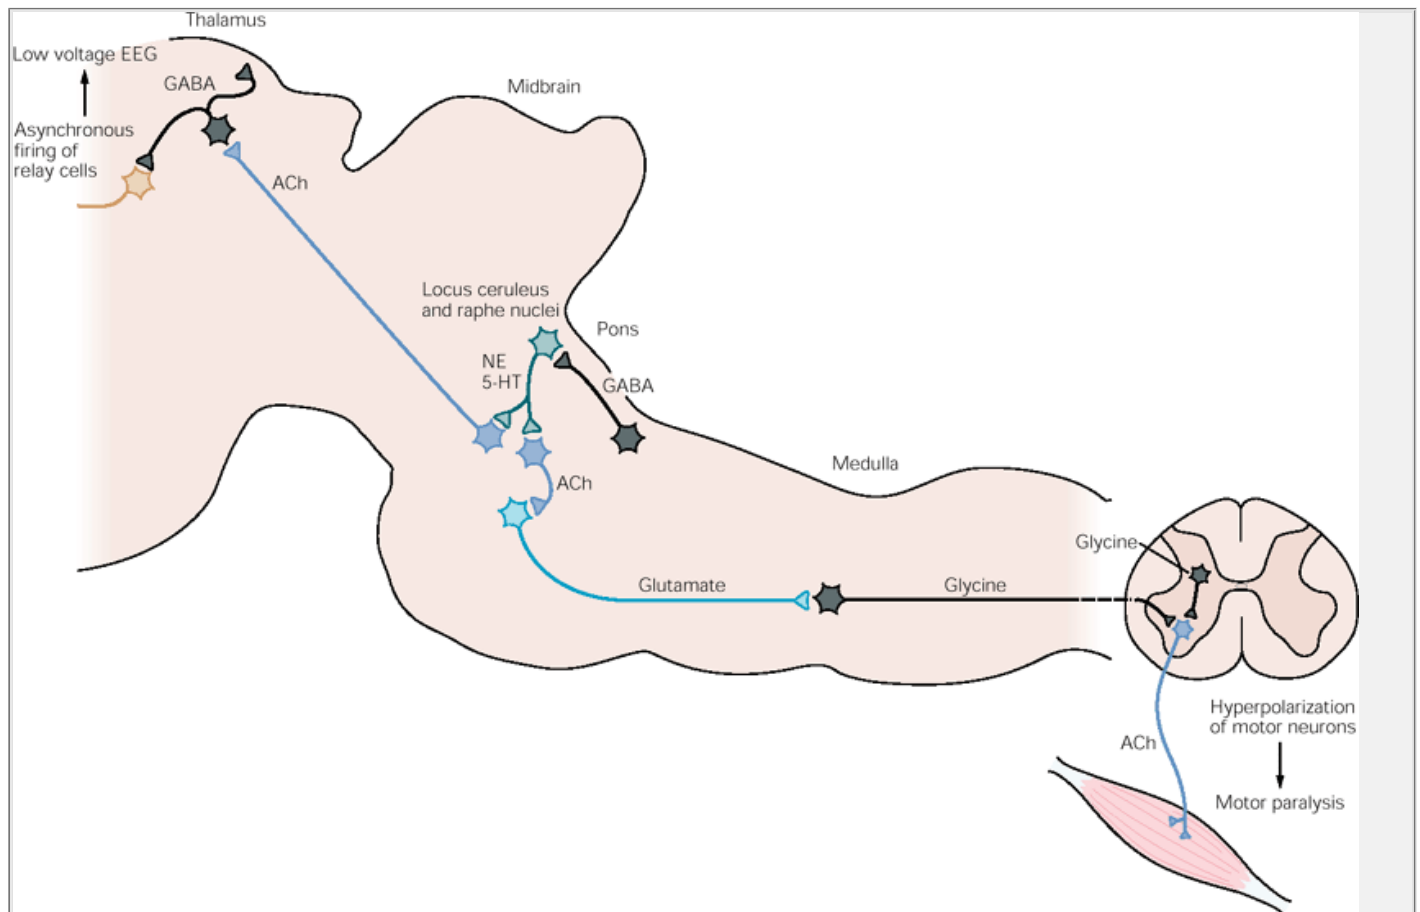 Thalamus
Low voltage EEG
GABA
Midbrain
Asynchronous
firing of
relay cells
ACh
Locus ceruleus
and raphe nuclei
Pons
NE
5-HT
GABA
Medulla
ACh
Glycine
Glutamate
Glycine
Hyperpolarization
of motor neurons
ACh
Motor paralysis